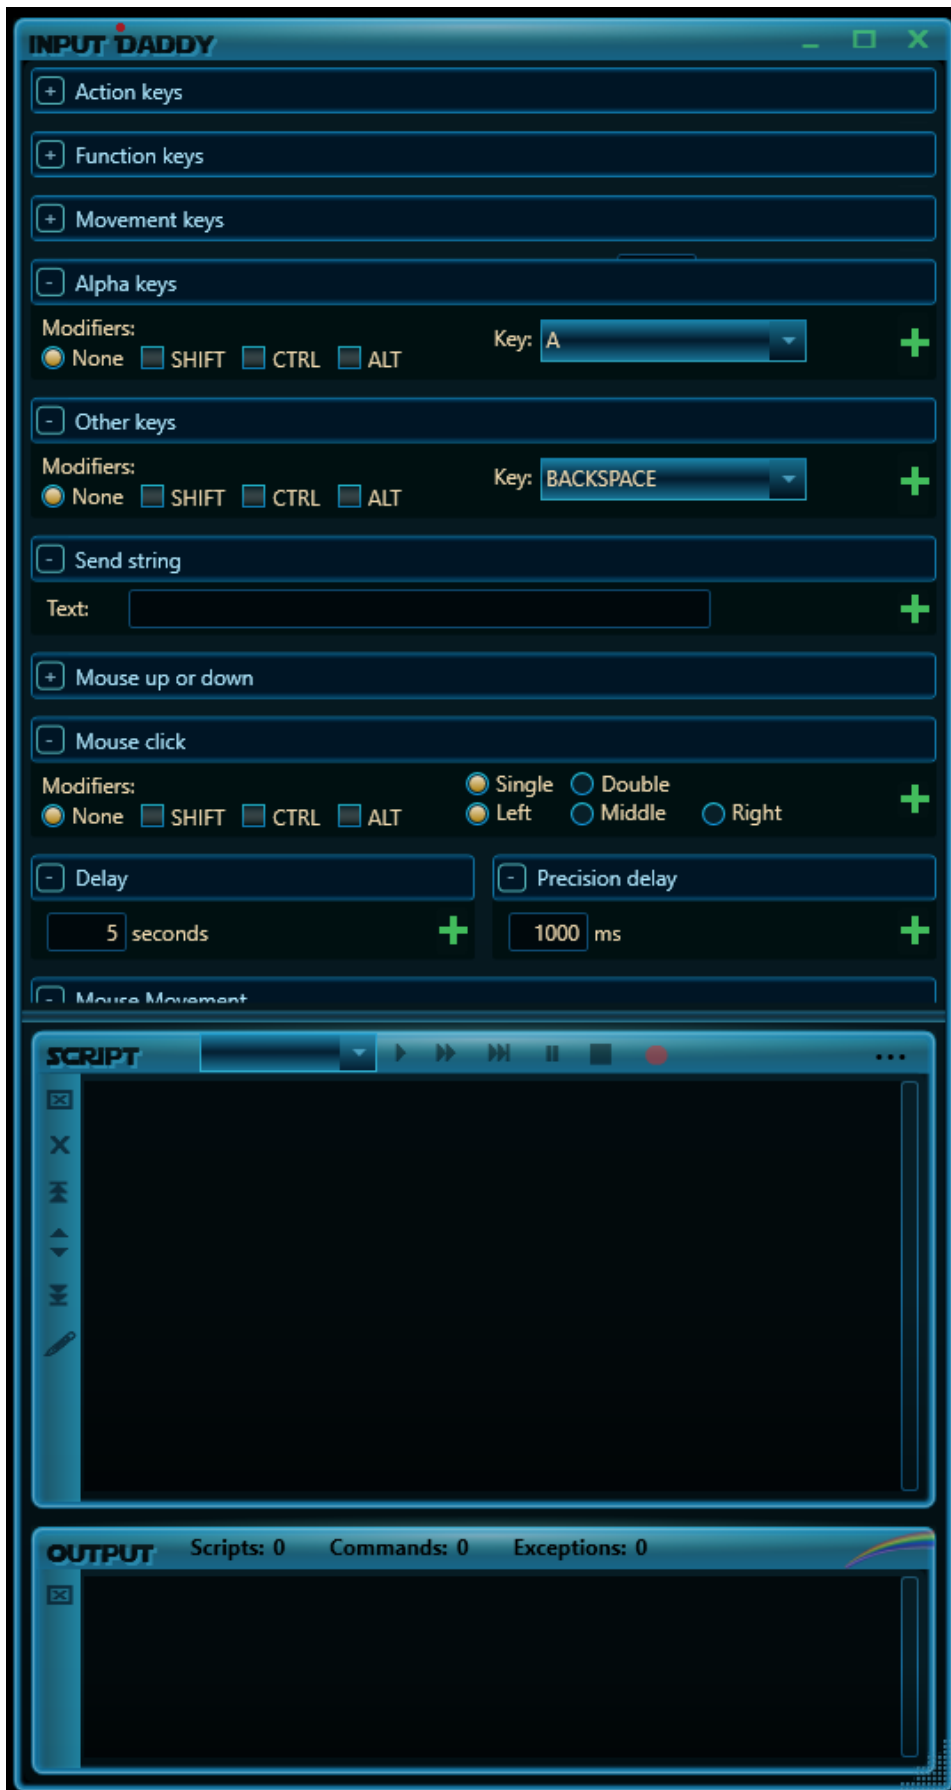 INPUT DADDY
Action keys
Function keys
Movement keys
Alpha keys
Modifiers:
None SHIFT CTRL ALT
Key: A
Other keys
Modifiers:
None SHIFT CTRL ALT
Key: BACKSPACE
Send string
Text:
Mouse up or down
Mouse click
Modifiers:
None SHIFT CTRL ALT
Single Double
Left Middle Right
Delay
5 seconds
Precision delay
1000 ms
Mouse Movement
SCRIPT
OUTPUT Scripts: 0 Commands: 0 Exceptions: 0